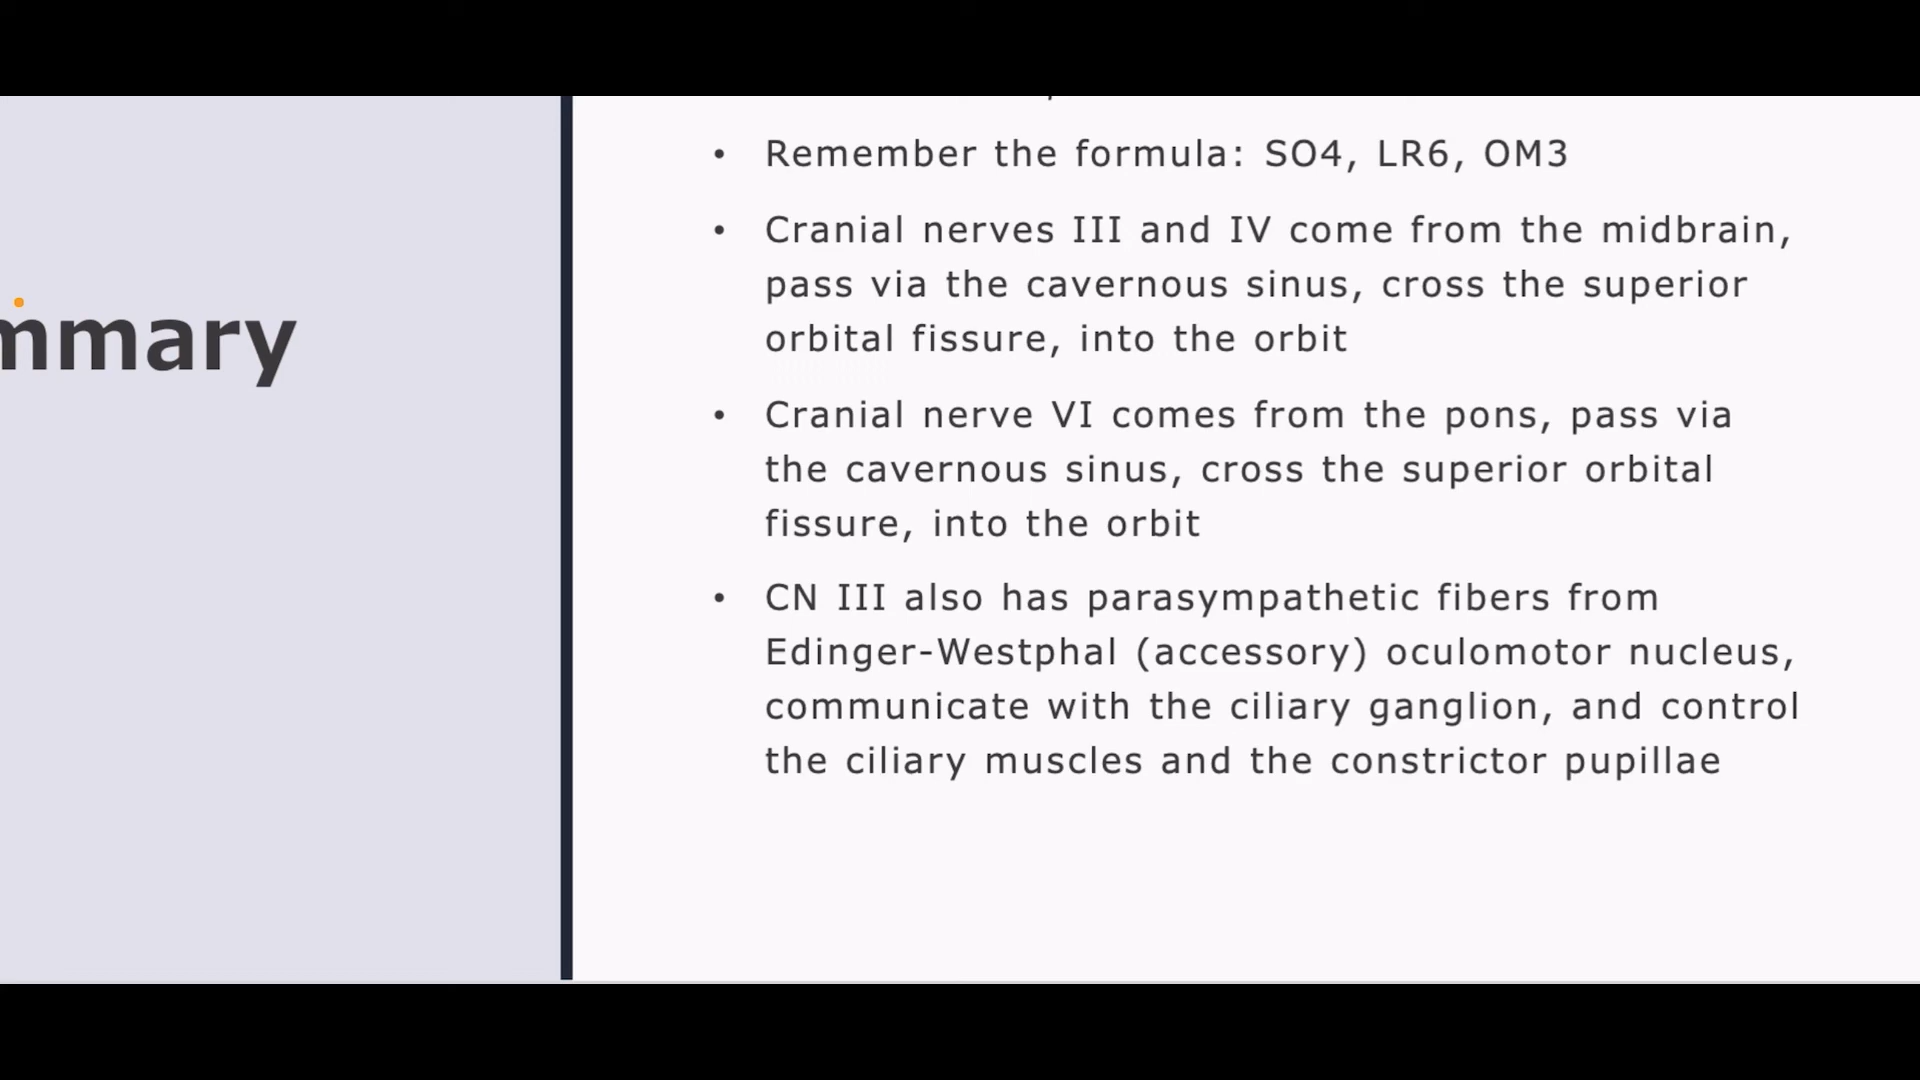 mmary
• Remember the formula: SO4, LR6, OM3
• Cranial nerves III and IV come from the midbrain,
pass via the cavernous sinus, cross the superior
orbital fissure, into the orbit
• Cranial nerve VI comes from the pons, pass via
the cavernous sinus, cross the superior orbital
fissure, into the orbit
• CN III also has parasympathetic fibers from
Edinger-Westphal (accessory) oculomotor nucleus,
communicate with the ciliary ganglion, and control
the ciliary muscles and the constrictor pupillae